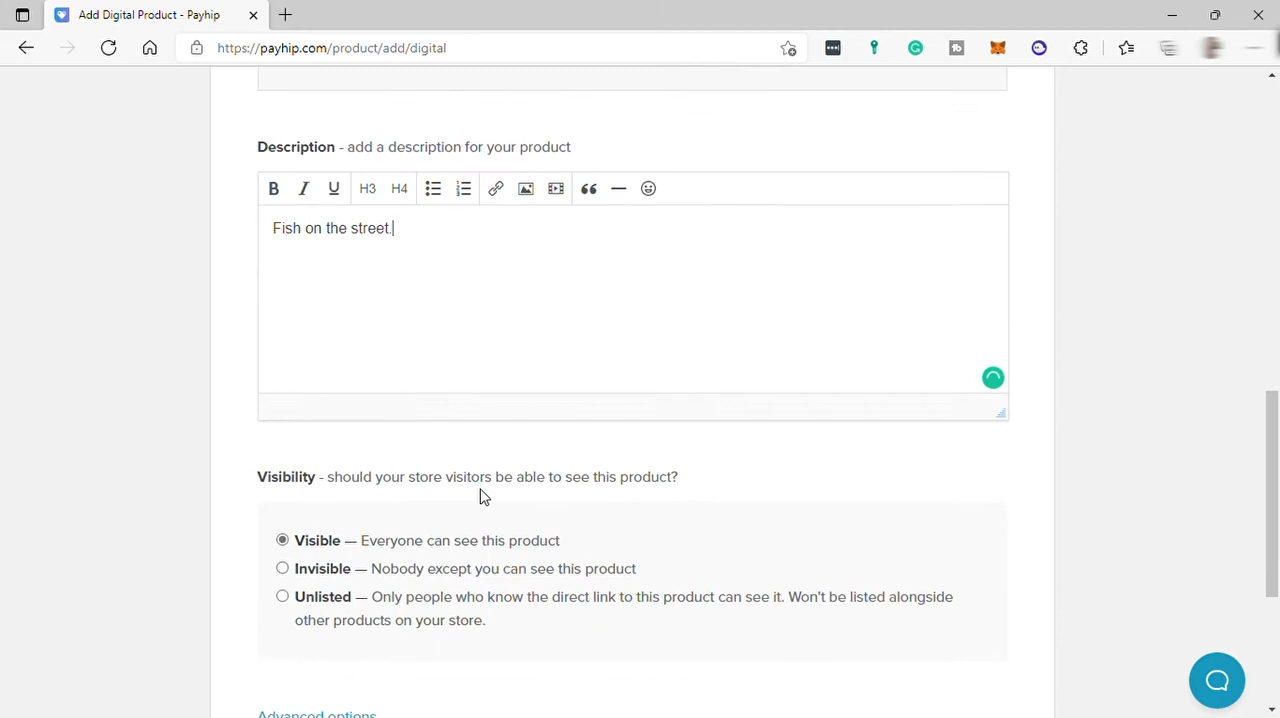 Add Digital Product - Payhip
https://payhip.com/product/add/digital
Description - add a description for your product
B I U H3 H4
Fish on the street.
Visibility - should your store visitors be able to see this product?
Visible — Everyone can see this product
Invisible — Nobody except you can see this product
Unlisted — Only people who know the direct link to this product can see it. Won't be listed alongside
other products on your store.
Advanced options